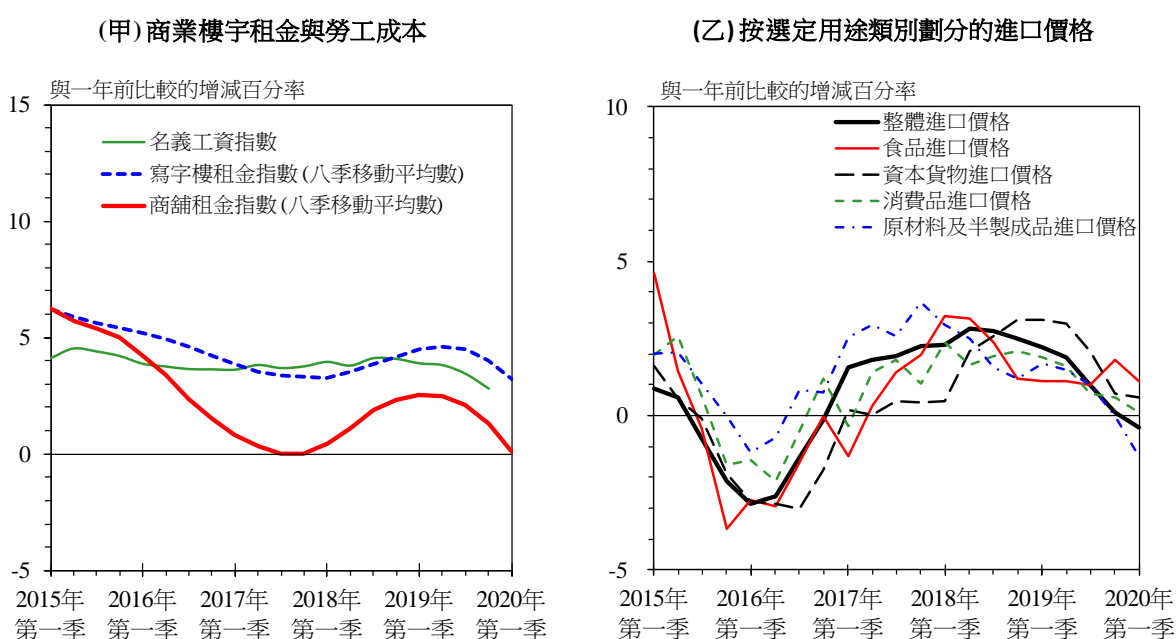 (甲) 商業樓宇租金與勞工成本
與一年前比較的增減百分率
15
10
5
0
-5
名義工資指數
寫字樓租金指數 (八季移動平均數)
商舖租金指數 (八季移動平均數)
2015年 2016年 2017年 2018年 2019年 2020年
第一季 第一季 第一季 第一季 第一季 第一季
(乙) 按選定用途類別劃分的進口價格
與一年前比較的增減百分率
10
5
0
-5
整體進口價格
食品進口價格
資本貨物進口價格
消費品進口價格
原材料及半製成品進口價格
2015年 2016年 2017年 2018年 2019年 2020年
第一季 第一季 第一季 第一季 第一季 第一季